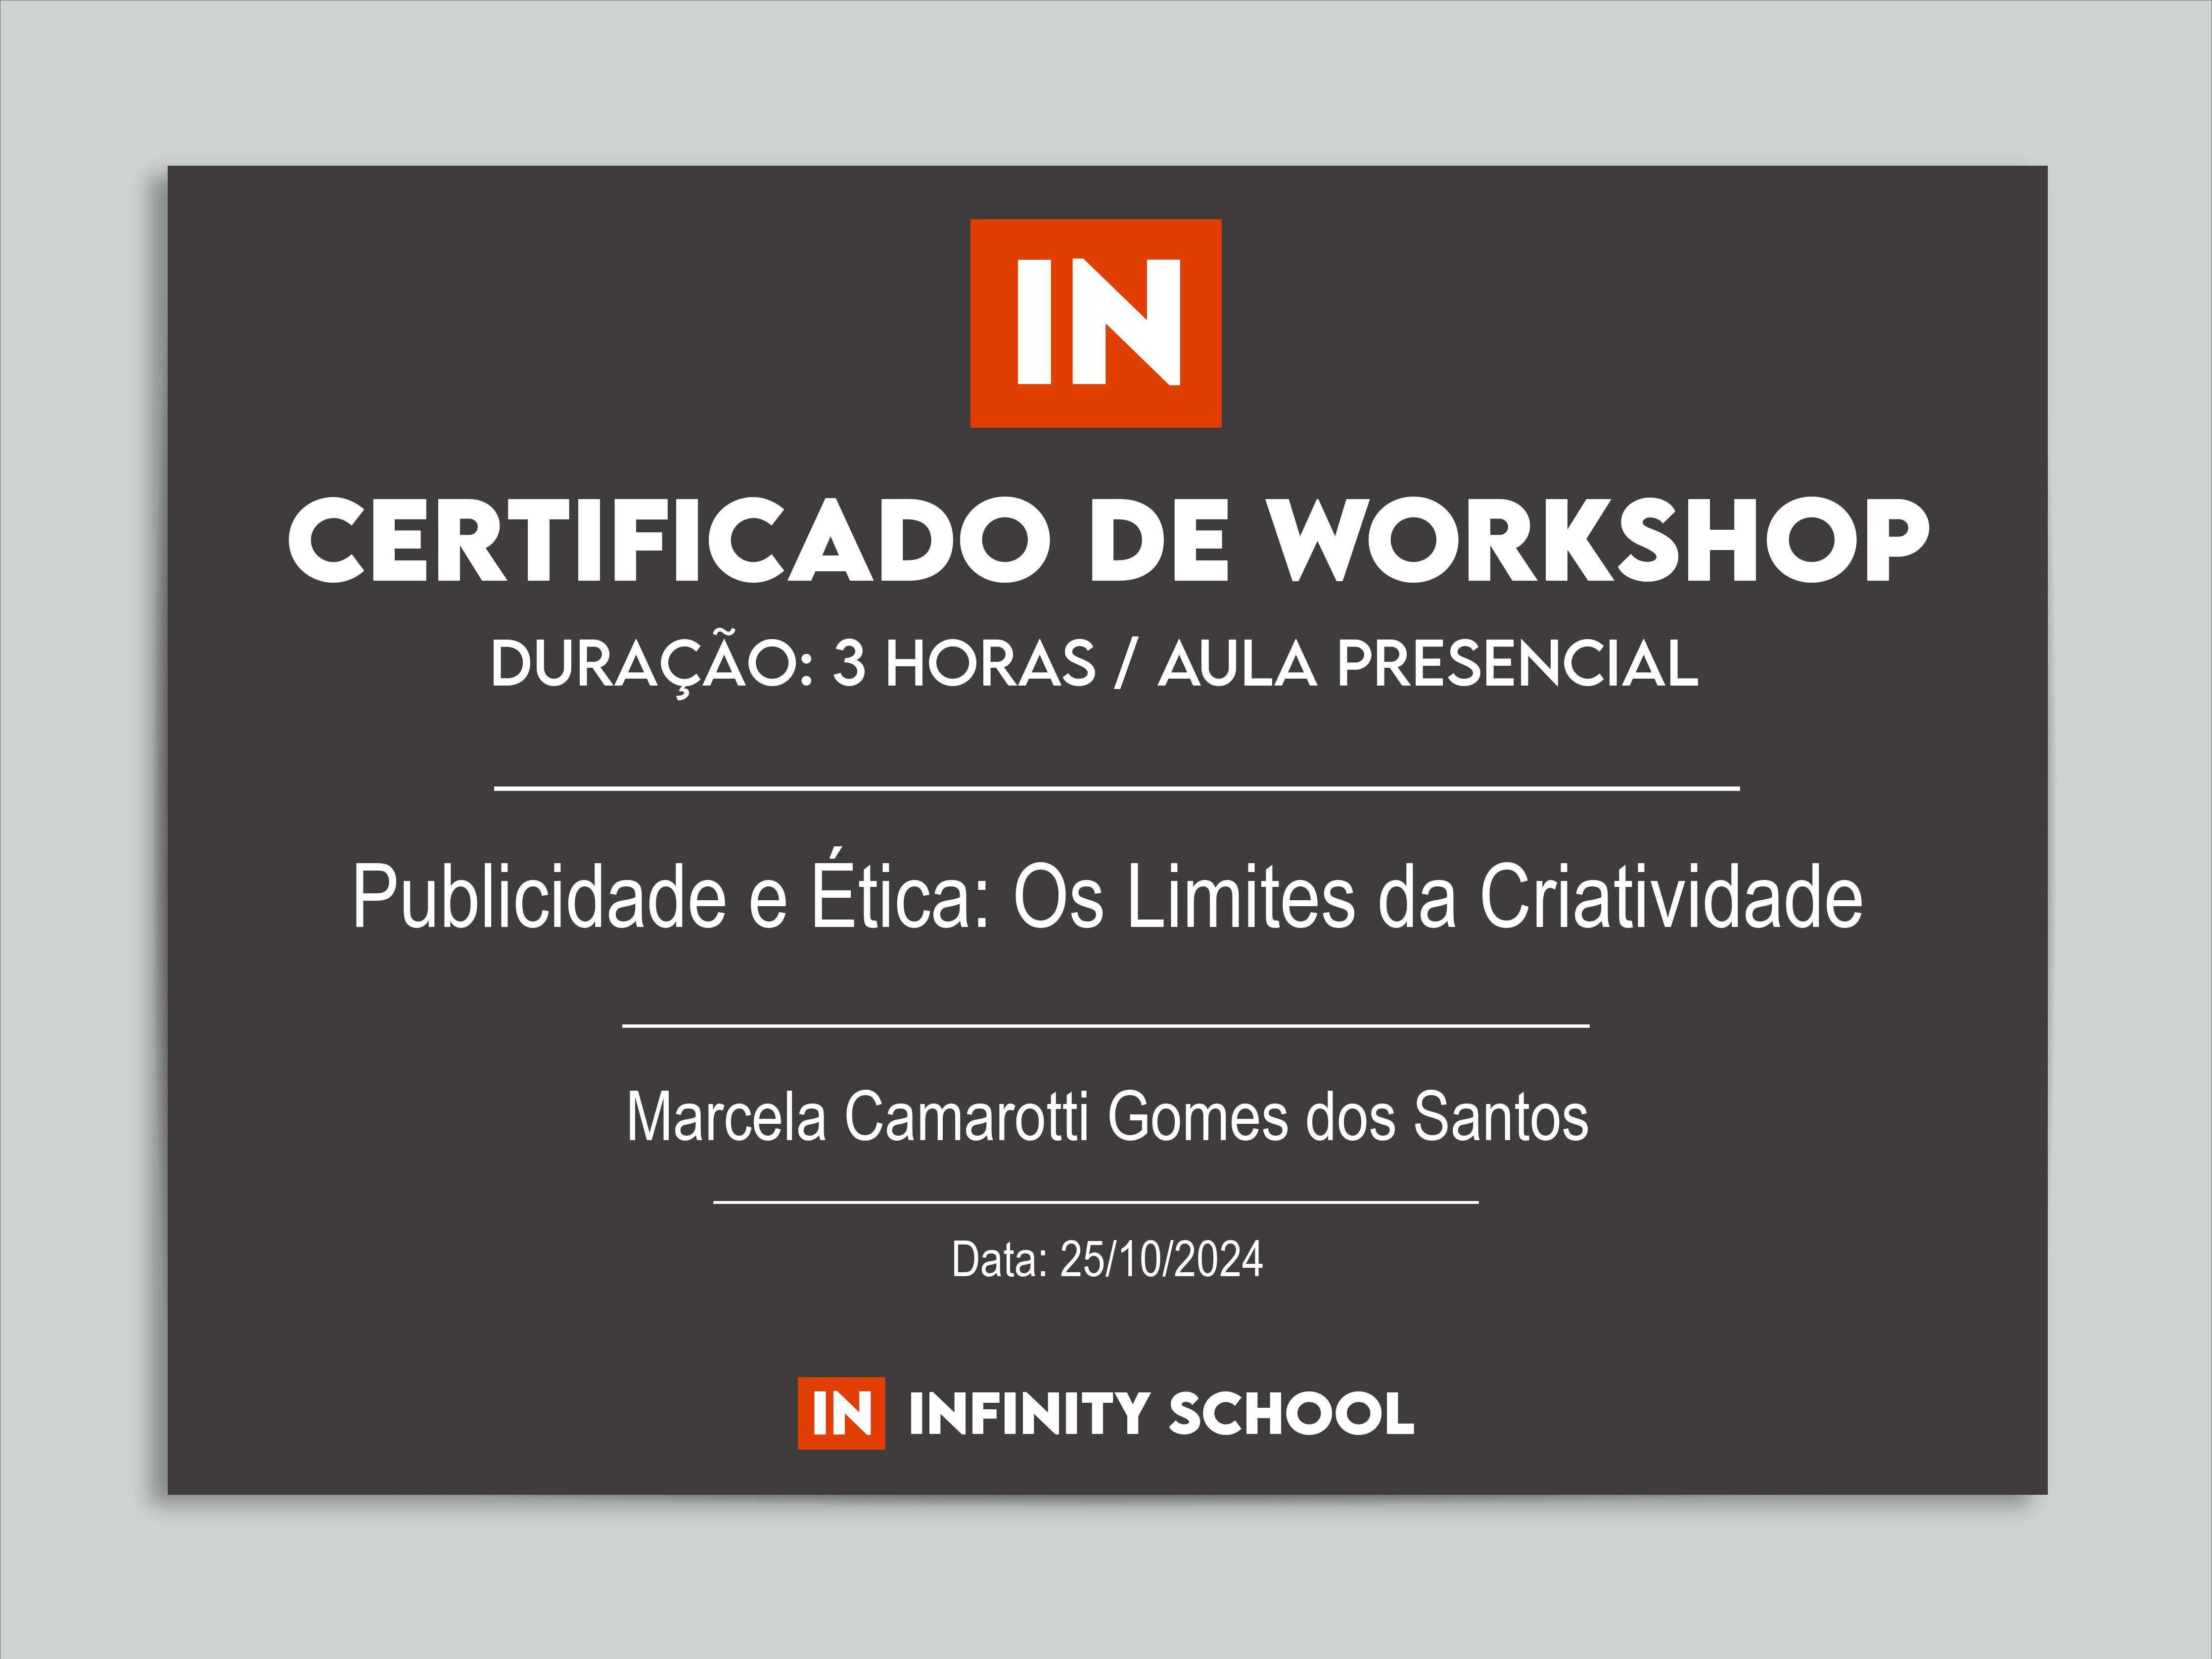 IN
CERTIFICADO DE WORKSHOP
DURAÇÃO: 3 HORAS / AULA PRESENCIAL
Publicidade e Ética: Os Limites da Criatividade
Marcela Camarotti Gomes dos Santos
Data: 25/10/2024
IN INFINITY SCHOOL